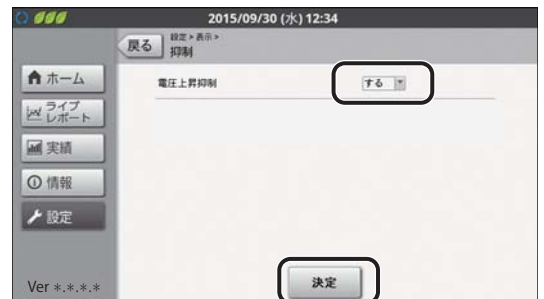 2015/09/30 (水) 12:34
戻る
設定 > 表示 >
抑制
ホーム
ライブ
レポート
実績
情報
設定
電圧上昇抑制
する
決定
Ver *.*.*.*